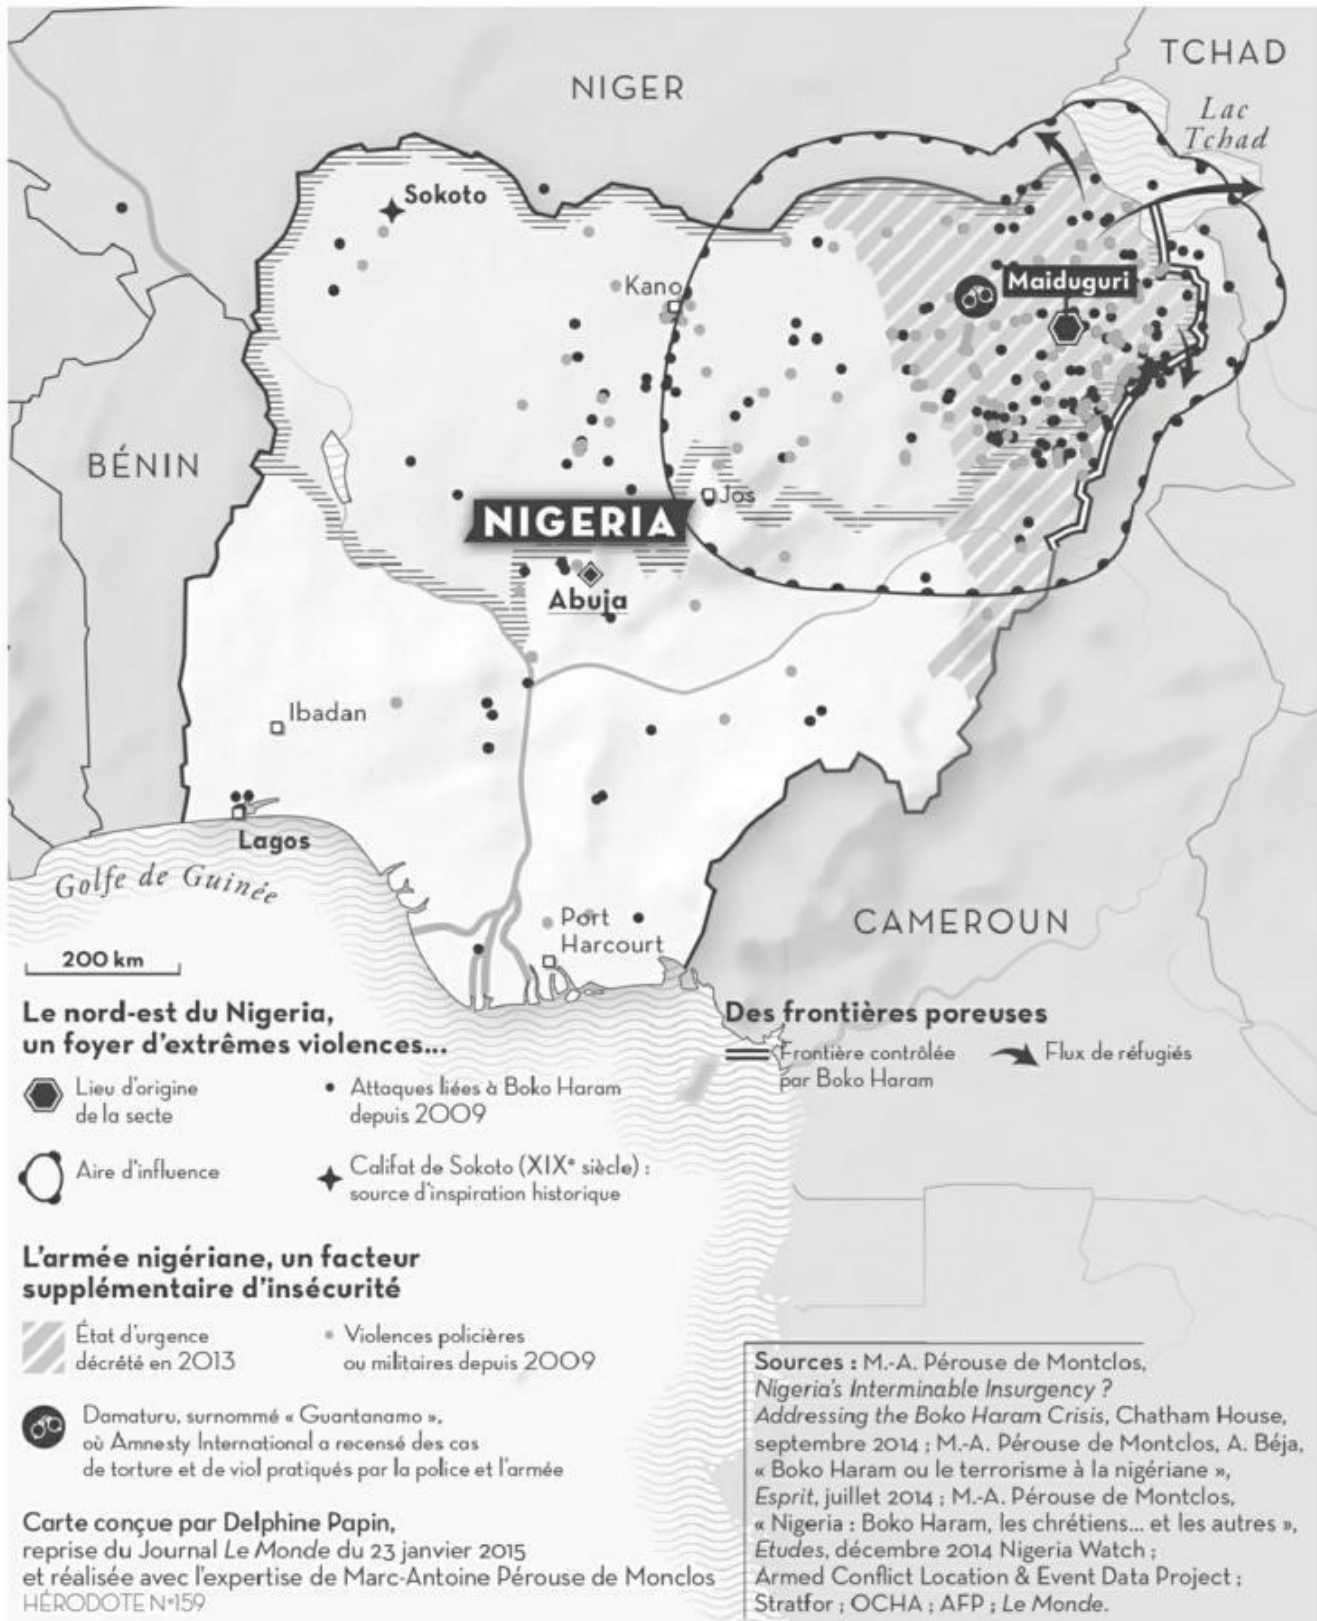 TCHAD
NIGER
Lac
Tchad
Sokoto
Kano
Maiduguri
BÉNIN
Jos
NIGERIA
Abuja
Ibadan
Lagos
Golfe de Guinée
Port
Harcourt
CAMEROUN
200 km
Le nord-est du Nigeria,
un foyer d'extrêmes violences...
Lieu d'origine
de la secte
Attaques liées à Boko Haram
depuis 2009
Aire d'influence
Califat de Sokoto (XIXe siècle) :
source d'inspiration historique
Des frontières poreuses
Frontière contrôlée
par Boko Haram
Flux de réfugiés
L'armée nigériane, un facteur
supplémentaire d'insécurité
État d'urgence
décrété en 2013
Violences policières
ou militaires depuis 2009
Damaturu, surnommé « Guantanamo »,
où Amnesty International a recensé des cas
de torture et de viol pratiqués par la police et l'armée
Carte conçue par Delphine Papin,
reprise du Journal Le Monde du 23 janvier 2015
et réalisée avec l'expertise de Marc-Antoine Pérouse de Monclos
HÉRODOTE N°159
Sources : M.-A. Pérouse de Montclos,
Nigeria's Interminable Insurgency ?
Addressing the Boko Haram Crisis, Chatham House,
septembre 2014 ; M.-A. Pérouse de Montclos, A. Béja,
« Boko Haram ou le terrorisme à la nigériane »,
Esprit, juillet 2014 ; M.-A. Pérouse de Montclos,
« Nigeria : Boko Haram, les chrétiens... et les autres »,
Etudes, décembre 2014 Nigeria Watch ;
Armed Conflict Location & Event Data Project ;
Stratfor ; OCHA ; AFP ; Le Monde.